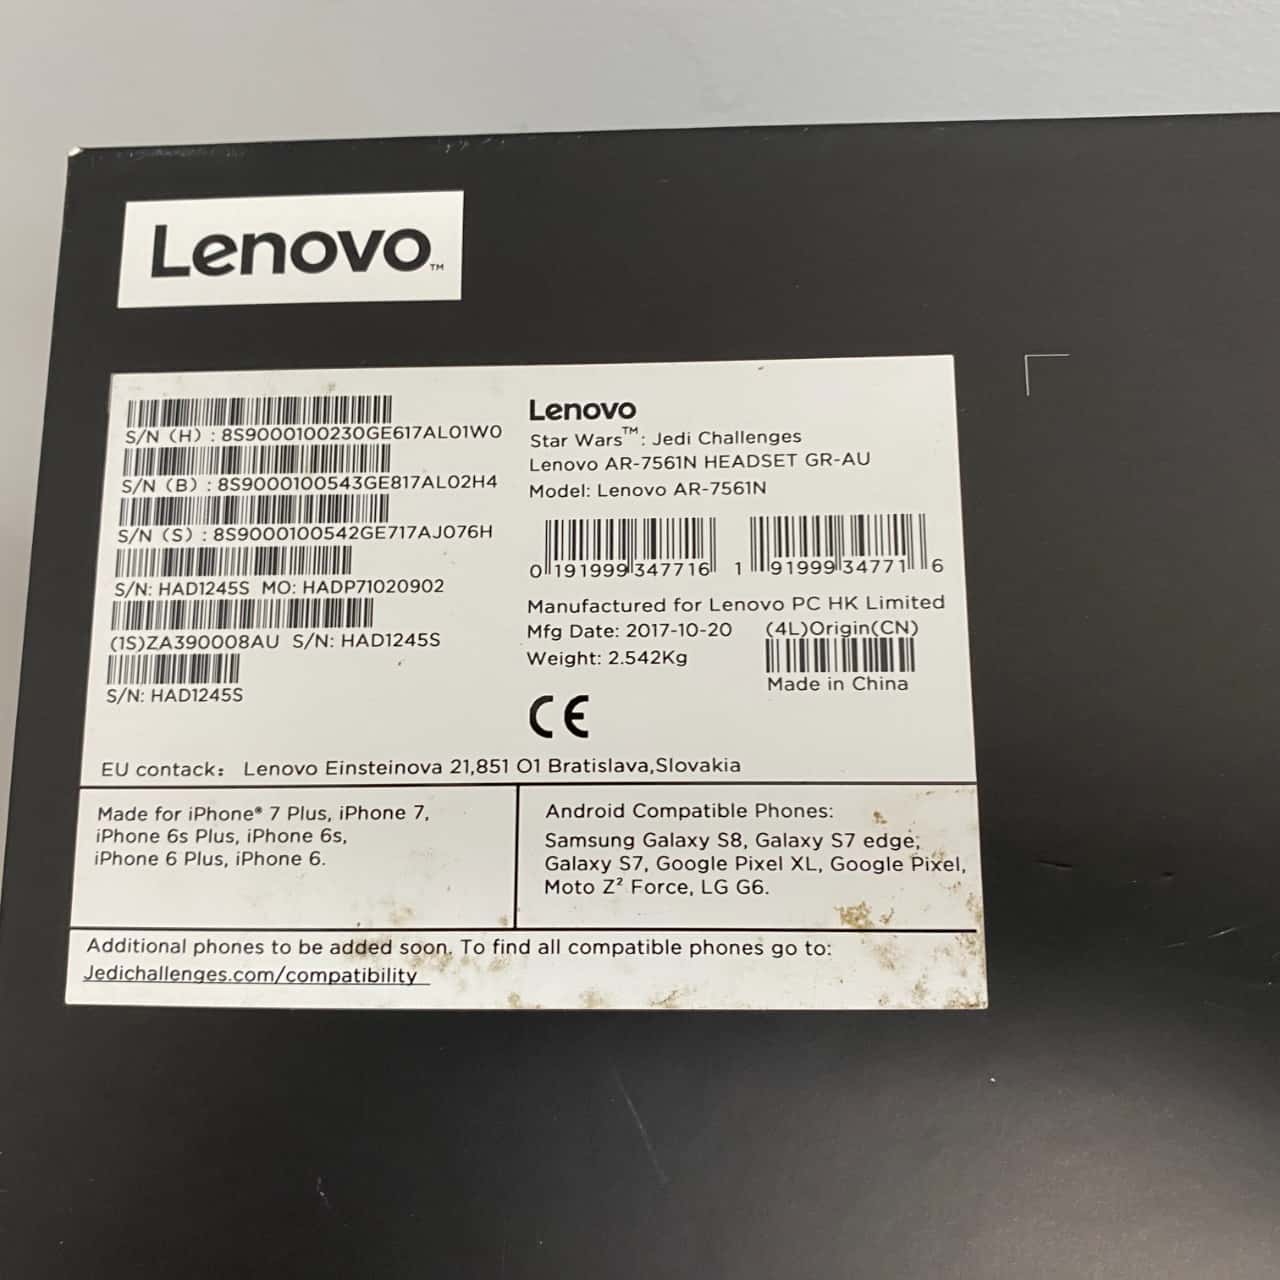 Lenovo™
S/N (H) : 8S9000100230GE617AL01W0
S/N (B) : 8S9000100543GE817AL02H4
S/N (S) : 8S9000100542GE717AJ076H
S/N: HAD1245S MO: HADP71020902
(1S)ZA390008AU S/N: HAD1245S
S/N: HAD1245S
Lenovo
Star Wars™: Jedi Challenges
Lenovo AR-7561N HEADSET GR-AU
Model: Lenovo AR-7561N
0 191999 347716
1 91999 34771 6
Manufactured for Lenovo PC HK Limited
Mfg Date: 2017-10-20
(4L)Origin(CN)
Weight: 2.542Kg
Made in China
CE
EU contack: Lenovo Einsteinova 21,851 01 Bratislava,Slovakia
Made for iPhone® 7 Plus, iPhone 7,
iPhone 6s Plus, iPhone 6s,
iPhone 6 Plus, iPhone 6.
Android Compatible Phones:
Samsung Galaxy S8, Galaxy S7 edge,
Galaxy S7, Google Pixel XL, Google Pixel,
Moto Z² Force, LG G6.
Additional phones to be added soon. To find all compatible phones go to:
Jedichallenges.com/compatibility